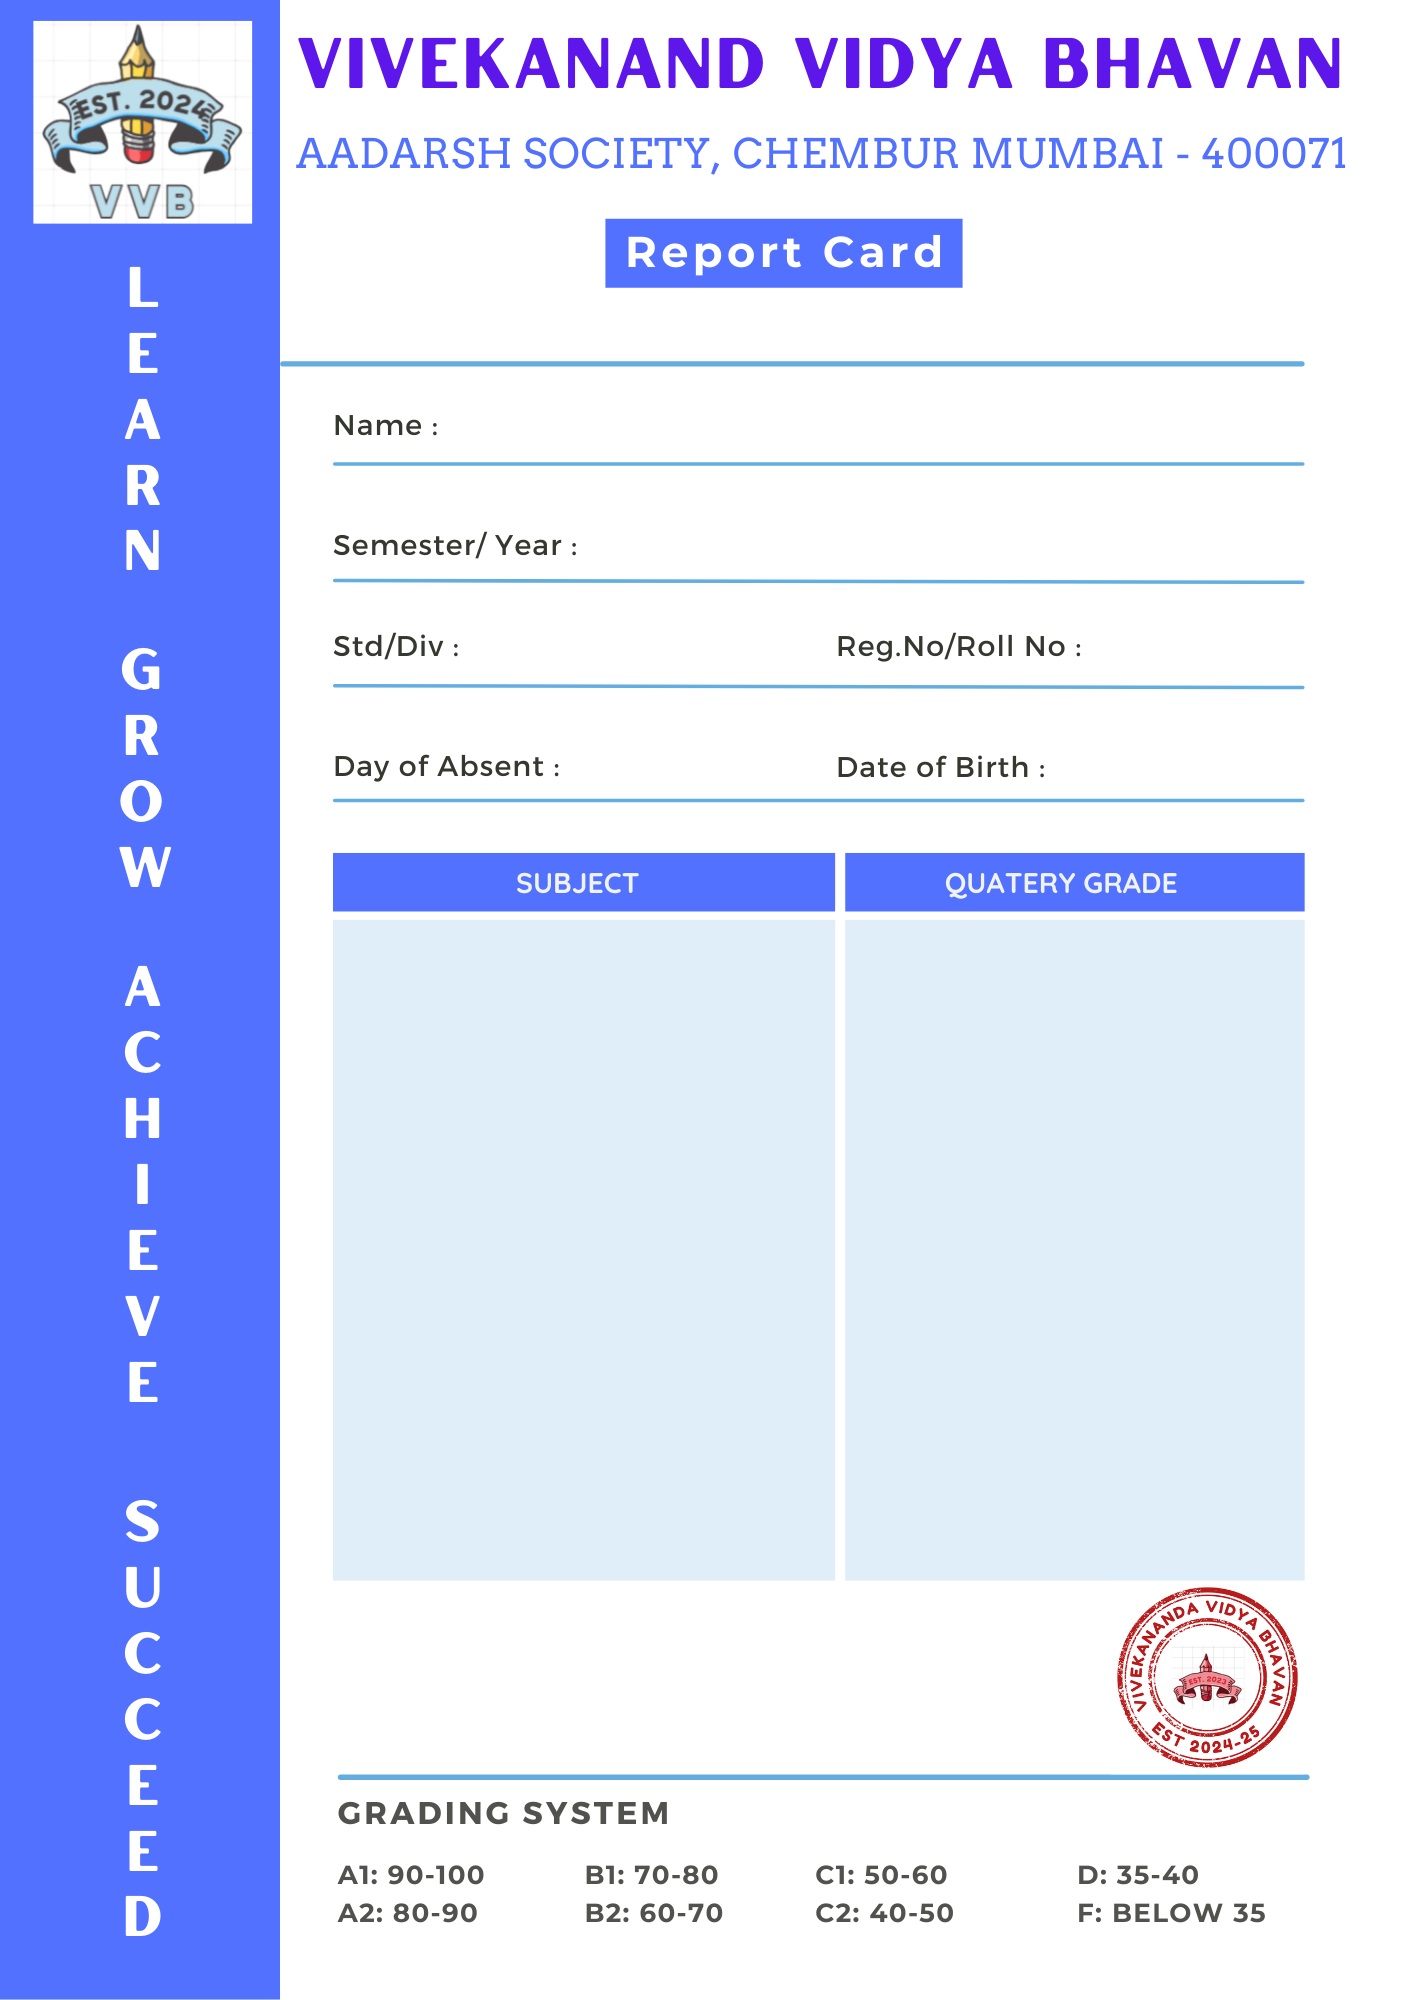 EST. 2024
VVB
VIVEKANAND VIDYA BHAVAN
AADARSH SOCIETY, CHEMBUR MUMBAI - 400071
Report Card
LEARN
GROW
ACHIEVE
SUCCEED
Name :
Semester/ Year :
Std/Div :
Reg.No/Roll No :
Day of Absent :
Date of Birth :
SUBJECT
QUATERY GRADE
VIVEKANANDA VIDYA BHAVAN
EST. 2023
EST 2024-25
GRADING SYSTEM
A1: 90-100 B1: 70-80 C1: 50-60 D: 35-40
A2: 80-90 B2: 60-70 C2: 40-50 F: BELOW 35